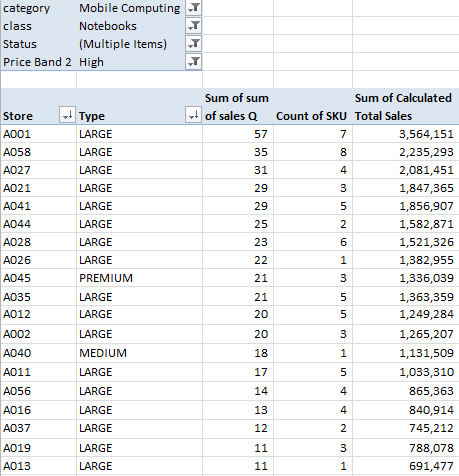 category Mobile Computing
class Notebooks
Status (Multiple Items)
Price Band 2 High
Sum of sum Sum of Calculated
Store Type of sales Q Count of SKU Total Sales
A001 LARGE 57 7 3,564,151
A058 LARGE 35 8 2,235,293
A027 LARGE 31 4 2,081,451
A021 LARGE 29 3 1,847,365
A041 LARGE 29 5 1,856,907
A044 LARGE 25 2 1,582,871
A028 LARGE 23 6 1,521,326
A026 LARGE 22 1 1,382,955
A045 PREMIUM 21 3 1,336,039
A035 LARGE 21 5 1,363,359
A012 LARGE 20 5 1,249,284
A002 LARGE 20 3 1,265,207
A040 MEDIUM 18 1 1,131,509
A011 LARGE 17 5 1,033,310
A056 LARGE 14 4 865,363
A016 LARGE 13 4 840,914
A037 LARGE 12 2 745,212
A019 LARGE 11 3 788,078
A013 LARGE 11 1 691,477